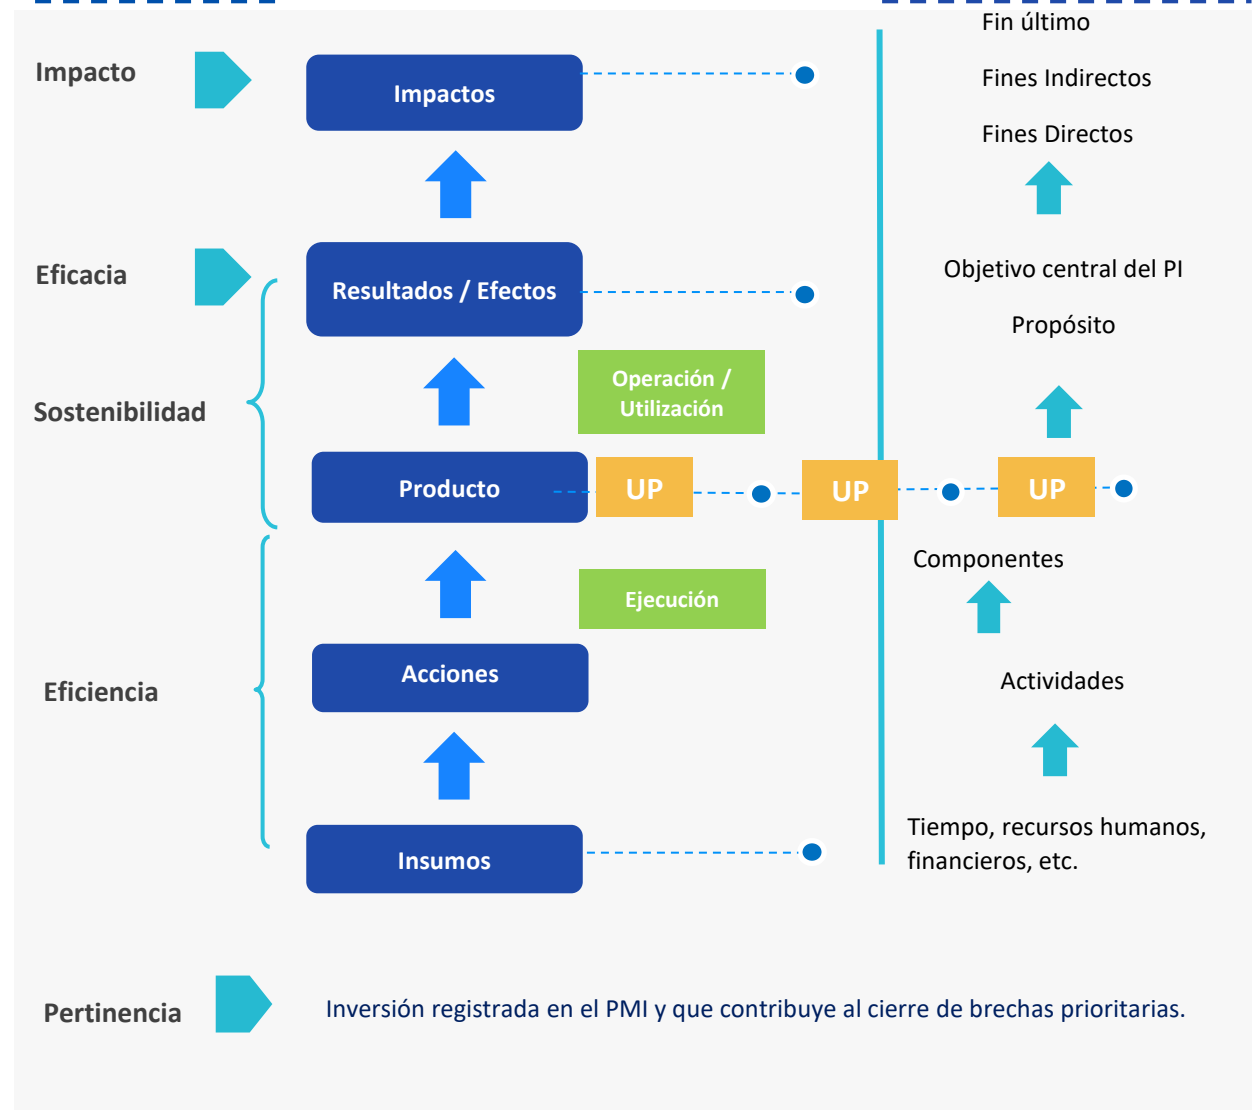 Fin último
Impacto
Impactos
Fines Indirectos
Fines Directos
Eficacia
Resultados / Efectos
Objetivo central del PI
Propósito
Operación /
Utilización
Sostenibilidad
Producto
UP
UP
UP
Componentes
Ejecución
Acciones
Actividades
Eficiencia
Tiempo, recursos humanos,
financieros, etc.
Insumos
Pertinencia
Inversión registrada en el PMI y que contribuye al cierre de brechas prioritarias.